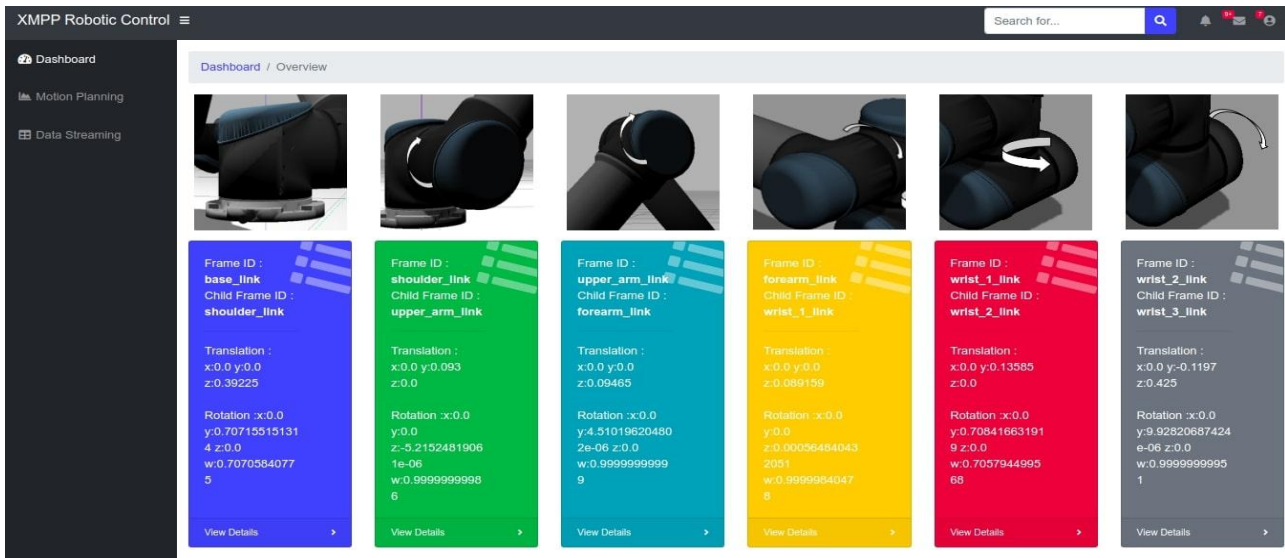 XMPP Robotic Control
Search for...
9+
7
Dashboard
Motion Planning
Data Streaming
Dashboard / Overview
Frame ID :
base_link
Child Frame ID :
shoulder_link
Translation :
x:0.0 y:0.0
z:0.39225
Rotation :x:0.0
y:0.70715515131
4 z:0.0
w:0.7070584077
5
View Details
Frame ID :
shoulder_link
Child Frame ID :
upper_arm_link
Translation :
x:0.0 y:0.093
z:0.0
Rotation :x:0.0
y:0.0
z:-5.2152481906
1e-06
w:0.9999999998
6
View Details
Frame ID :
upper_arm_link
Child Frame ID :
forearm_link
Translation :
x:0.0 y:0.0
z:0.09465
Rotation :x:0.0
y:4.51019620480
2e-06 z:0.0
w:0.9999999999
9
View Details
Frame ID :
forearm_link
Child Frame ID :
wrist_1_link
Translation :
x:0.0 y:0.0
z:0.089159
Rotation :x:0.0
y:0.0
z:0.00056484043
2051
w:0.9999984047
8
View Details
Frame ID :
wrist_1_link
Child Frame ID :
wrist_2_link
Translation :
x:0.0 y:0.13585
z:0.0
Rotation :x:0.0
y:0.70841663191
9 z:0.0
w:0.7057944995
68
View Details
Frame ID :
wrist_2_link
Child Frame ID :
wrist_3_link
Translation :
x:0.0 y:-0.1197
z:0.425
Rotation :x:0.0
y:9.92820687424
e-06 z:0.0
w:0.9999999995
1
View Details